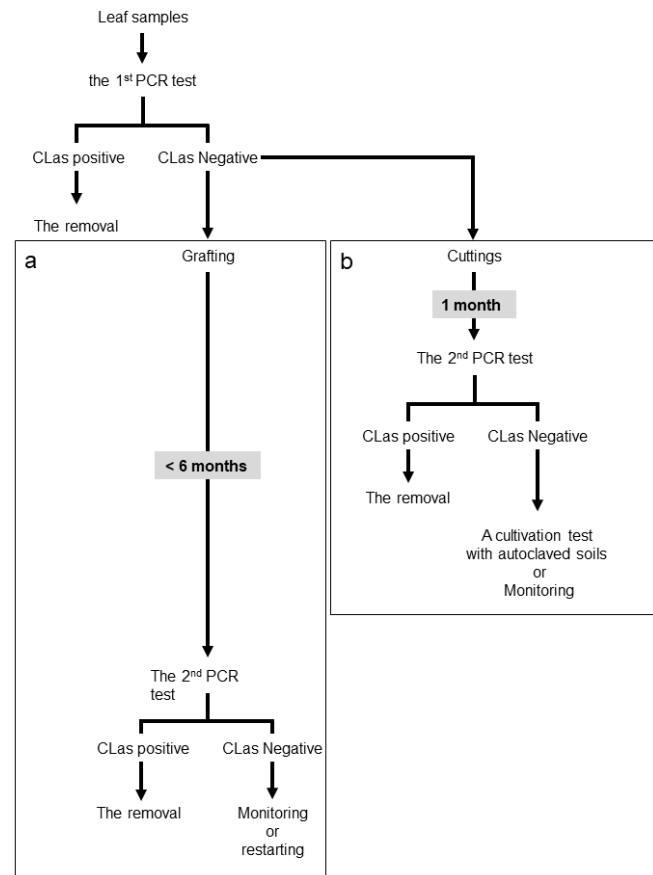 Leaf samples
the 1st PCR test
CLas positive
CLas Negative
The removal
a
Grafting
< 6 months
The 2nd PCR
test
CLas positive
CLas Negative
The removal
Monitoring
or
restarting
b
Cuttings
1 month
The 2nd PCR test
CLas positive
CLas Negative
The removal
A cultivation test
with autoclaved soils
or
Monitoring